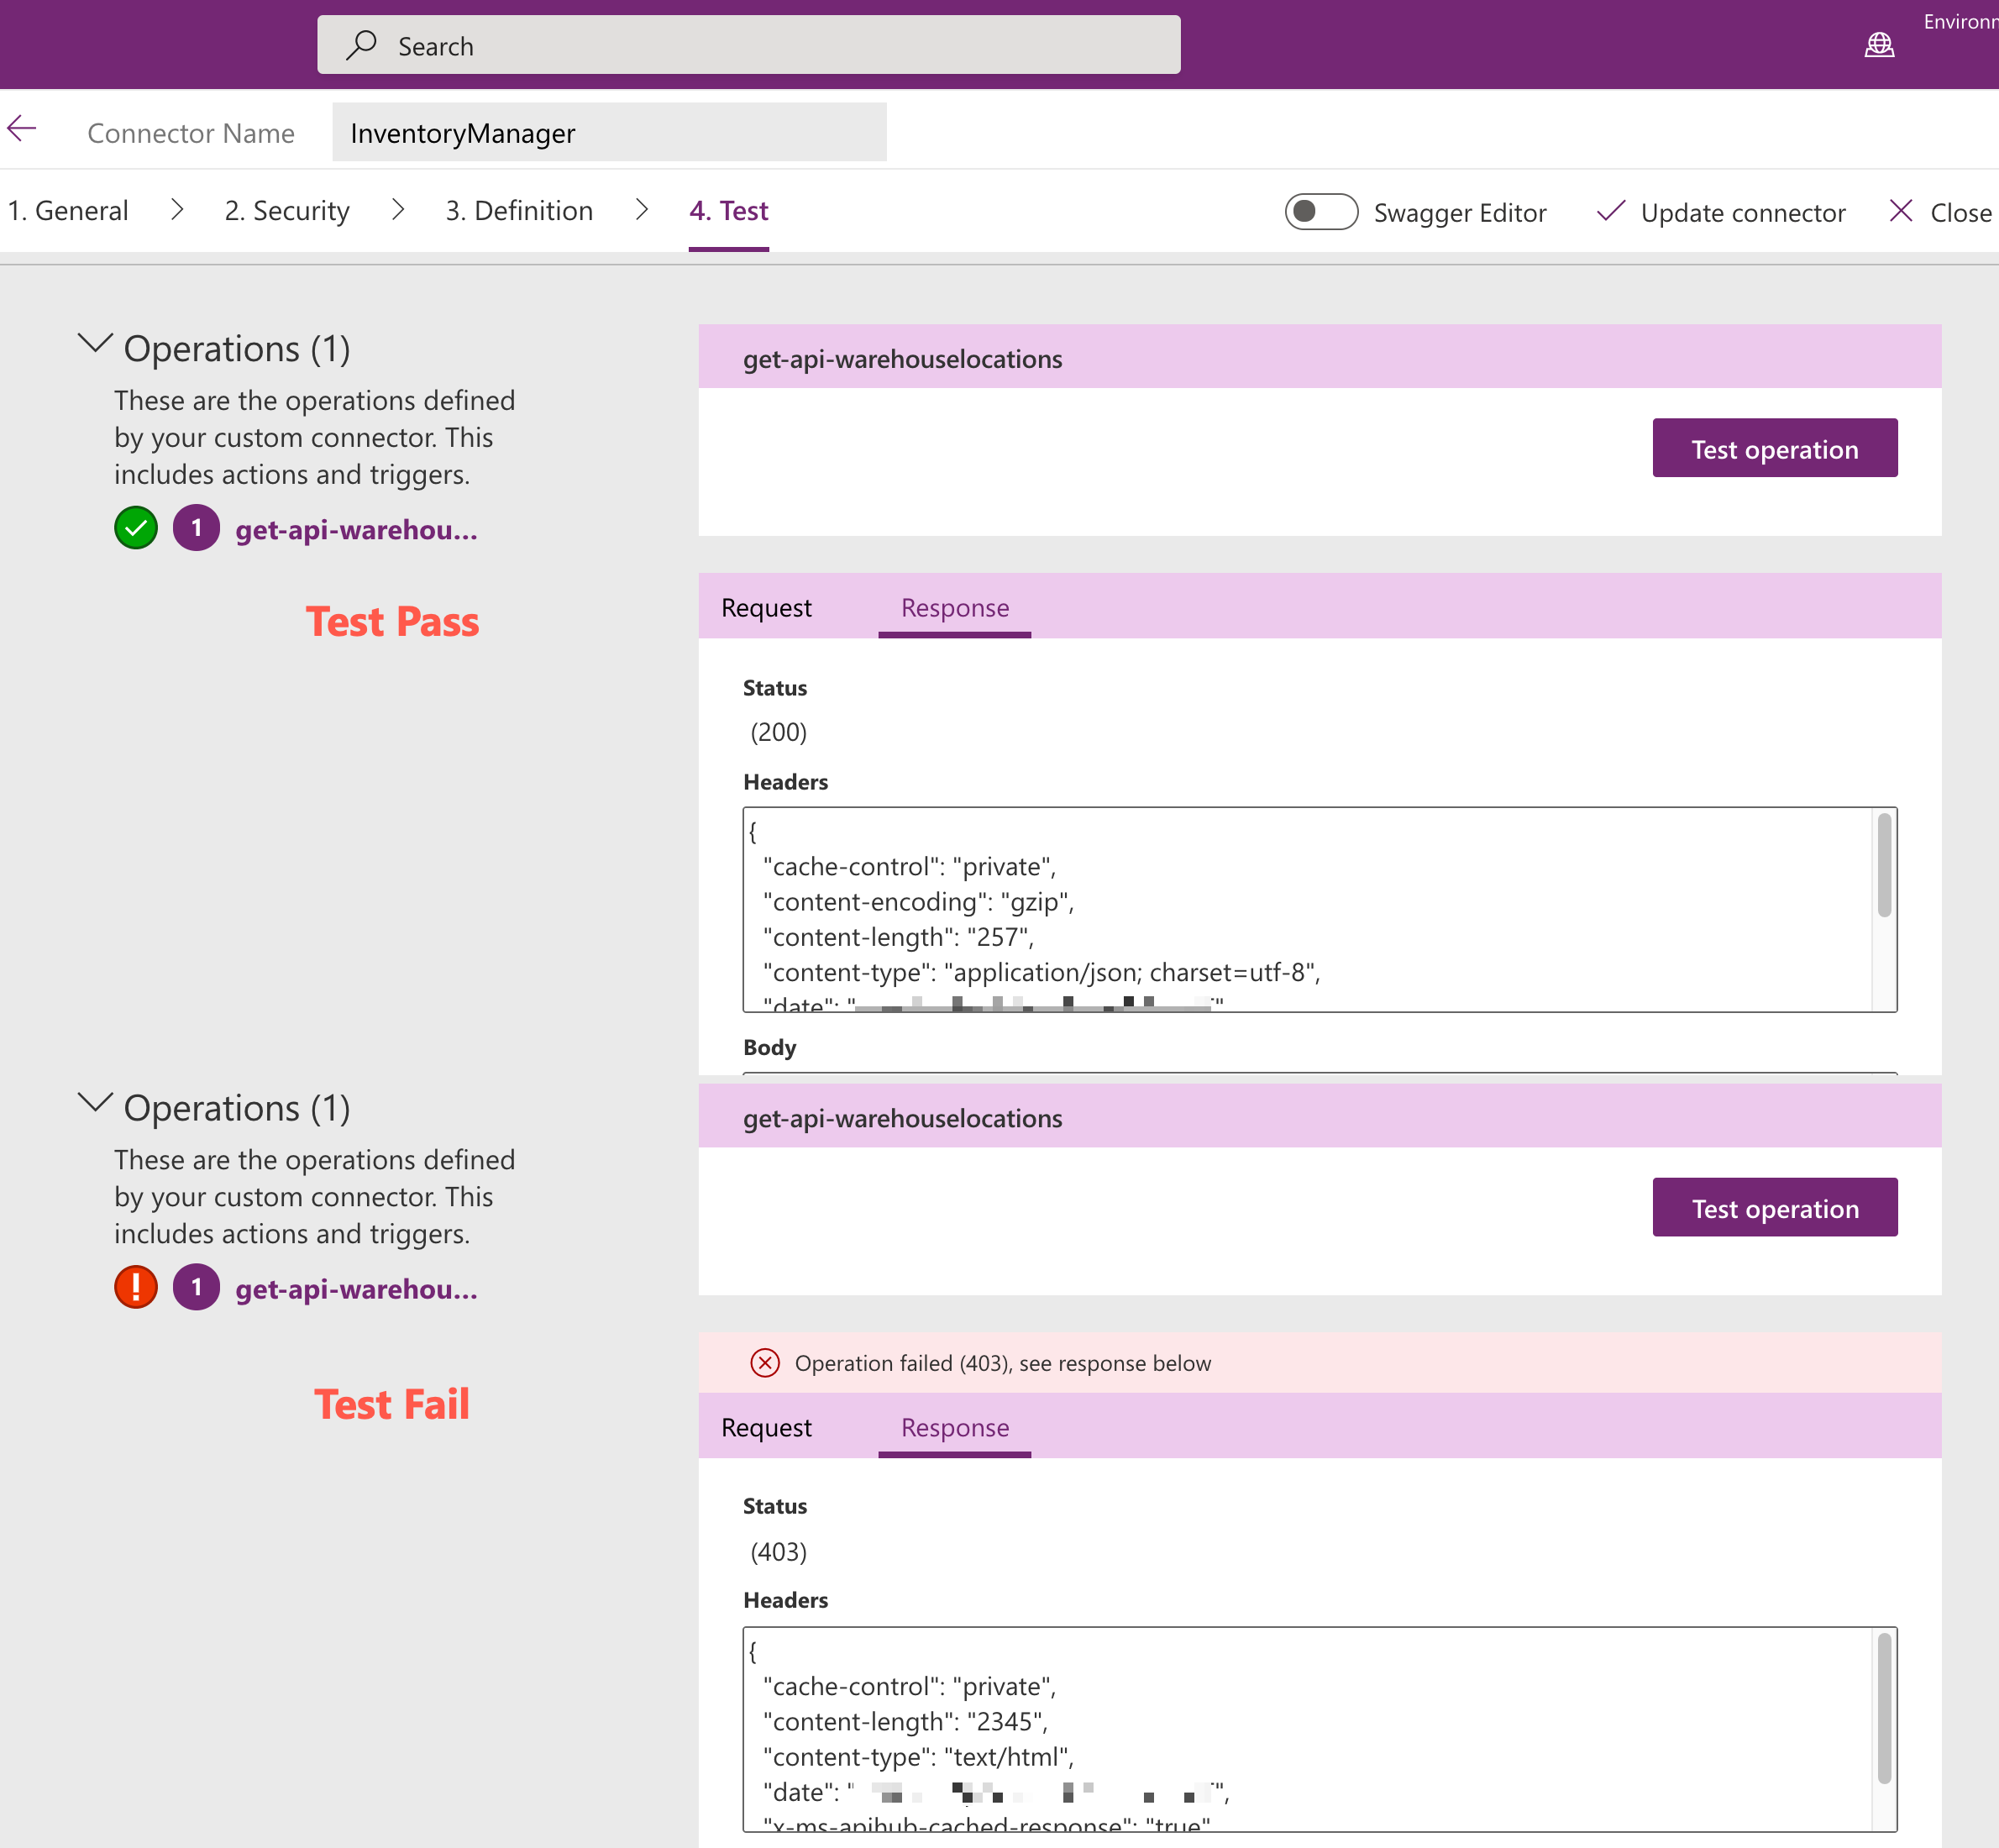 Search
Environ
Connector Name
InventoryManager
1. General
2. Security
3. Definition
4. Test
Swagger Editor
Update connector
Close
Operations (1)
These are the operations defined
by your custom connector. This
includes actions and triggers.
1
get-api-warehou...
Test Pass
get-api-warehouselocations
Test operation
Request
Response
Status
(200)
Headers
{
"cache-control": "private",
"content-encoding": "gzip",
"content-length": "257",
"content-type": "application/json; charset=utf-8",
"date": "
Body
Operations (1)
These are the operations defined
by your custom connector. This
includes actions and triggers.
1
get-api-warehou...
Test Fail
get-api-warehouselocations
Test operation
Operation failed (403), see response below
Request
Response
Status
(403)
Headers
{
"cache-control": "private",
"content-length": "2345",
"content-type": "text/html",
"date": " ",
"x-ms-apihub-cached-response": "true"